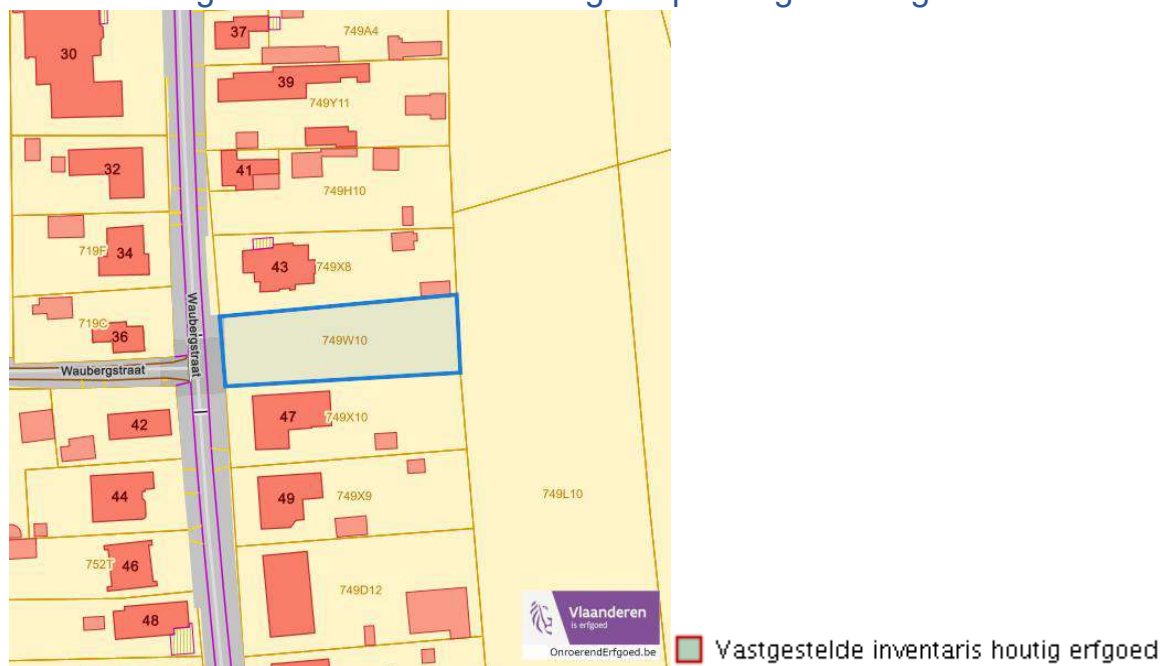 30
37
749A4
39
749Y11
32
41
749H10
719F
34
43
749X8
719C
36
Waubergstraat
749W10
Waubergstraat
42
47
749X10
44
49
749X9
749L10
752T
46
749D12
48
Vlaanderen
is erfgoed
OnroerendErfgoed.be
Vastgestelde inventaris houtig erfgoed